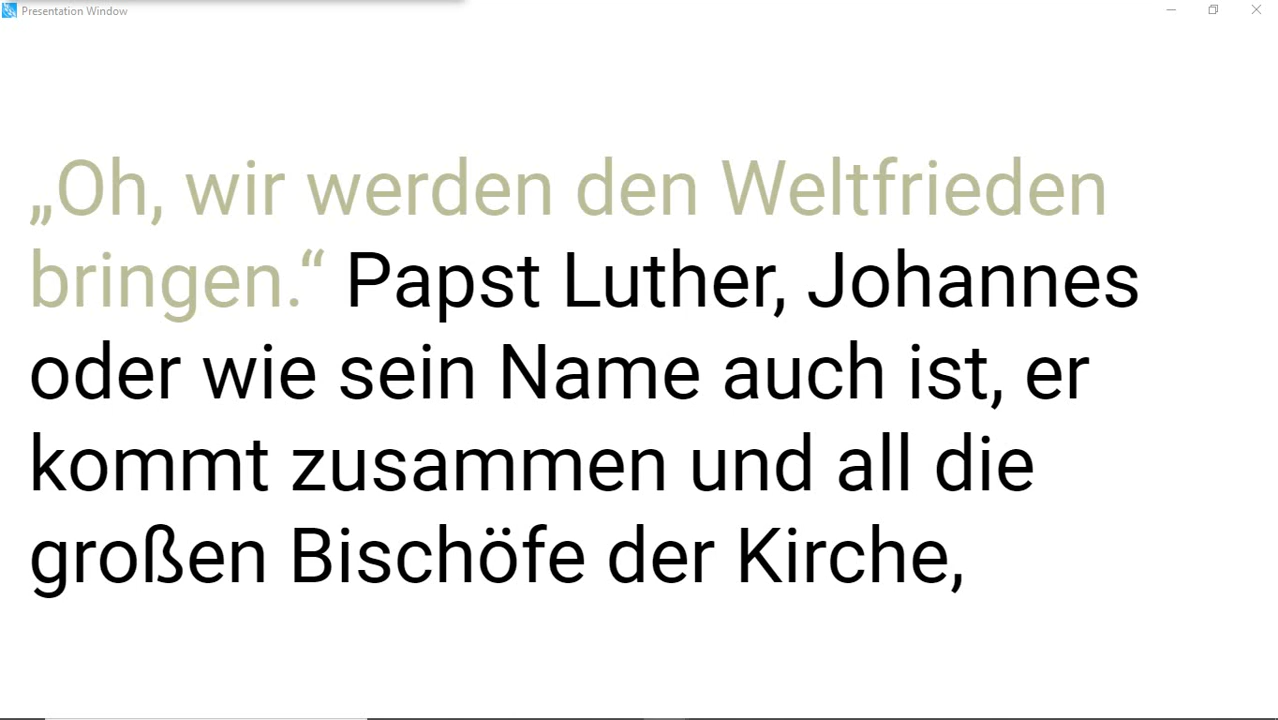 Presentation Window
„Oh, wir werden den Weltfrieden
bringen.“ Papst Luther, Johannes
oder wie sein Name auch ist, er
kommt zusammen und all die
großen Bischöfe der Kirche,